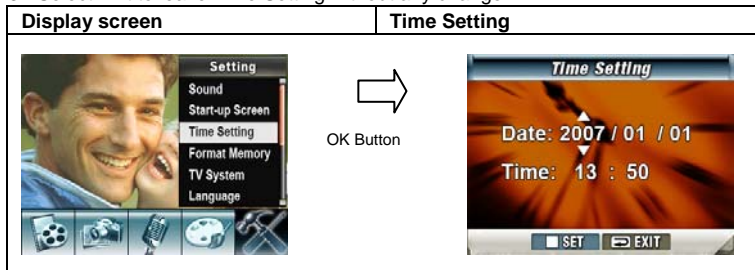 Display screen
Time Setting
Setting
Sound
Start-up Screen
Time Setting
Format Memory
TV System
Language
OK Button
Time Setting
Date: 2007 / 01 / 01
Time: 13 : 50
SET EXIT